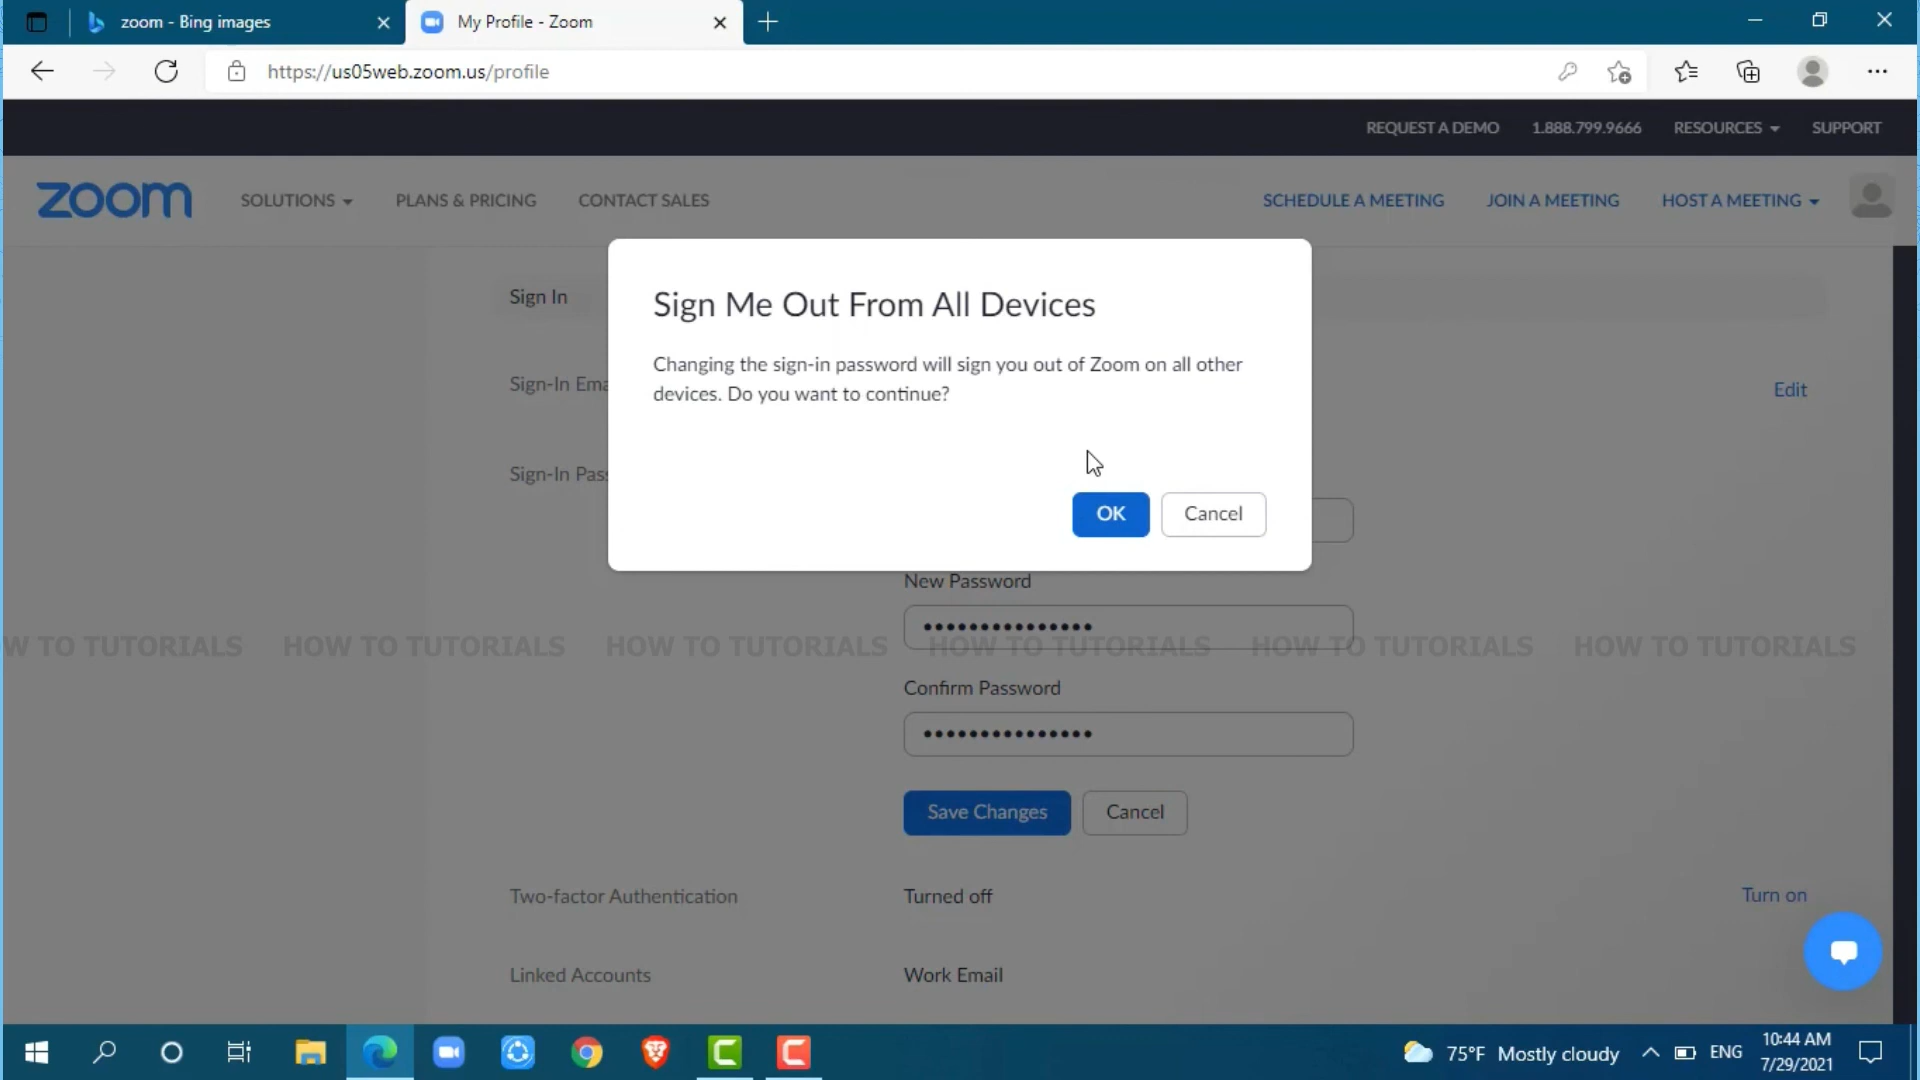 zoom - Bing images
My Profile - Zoom
https://us05web.zoom.us/profile
REQUEST A DEMO 1.888.799.9666 RESOURCES SUPPORT
zoom SOLUTIONS PLANS & PRICING CONTACT SALES SCHEDULE A MEETING JOIN A MEETING HOST A MEETING
Sign In
Sign Me Out From All Devices
Changing the sign-in password will sign you out of Zoom on all other
devices. Do you want to continue?
Sign-In Ema
Edit
Sign-In Pass
OK Cancel
New Password
W TO TUTORIALS HOW TO TUTORIALS HOW TO TUTORIALS HOW TO TUTORIALS HOW TO TUTORIALS HOW TO TUTORIALS
Confirm Password
Save Changes Cancel
Two-factor Authentication Turned off Turn on
Linked Accounts Work Email
75°F Mostly cloudy ENG 10:44 AM
7/29/2021